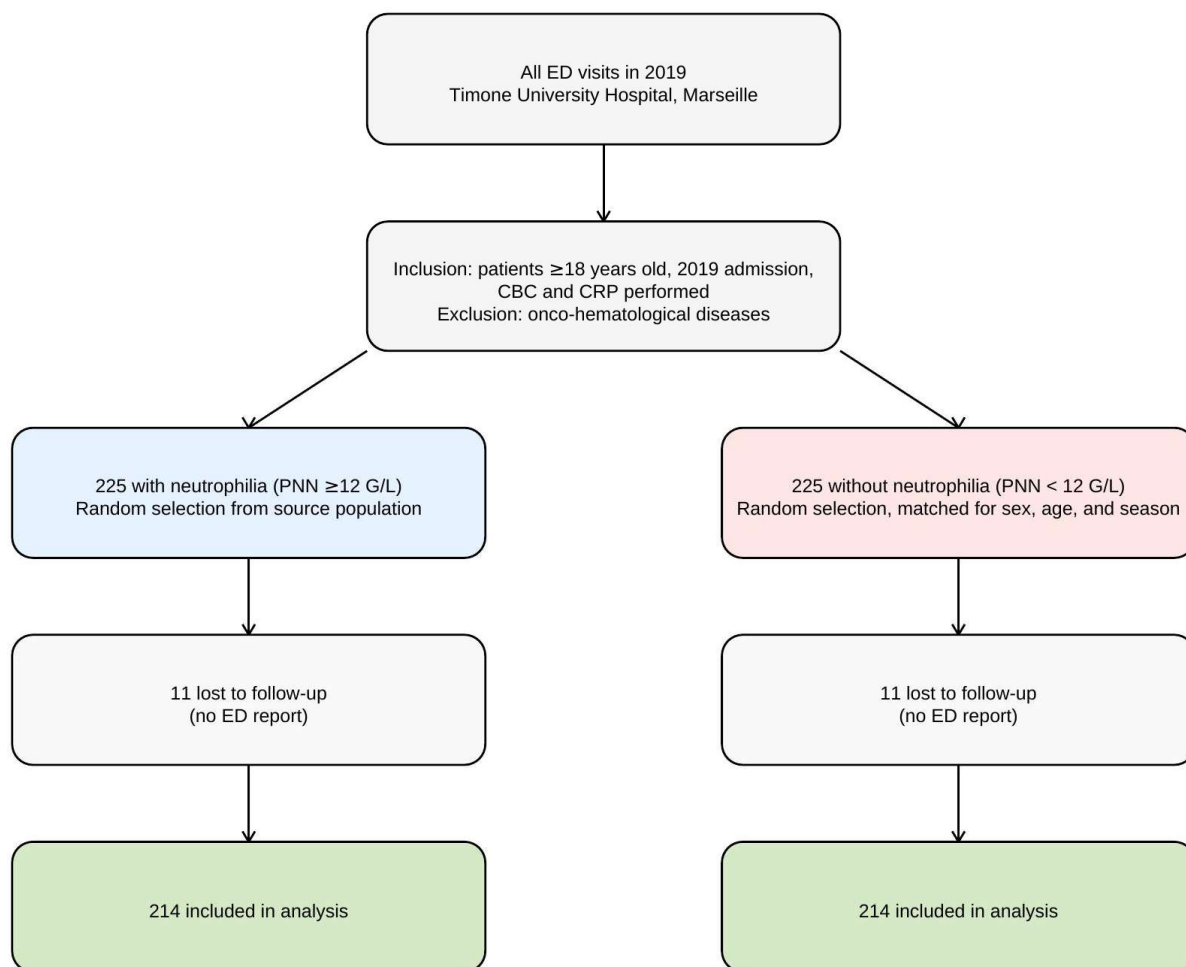 All ED visits in 2019
Timone University Hospital, Marseille
Inclusion: patients ≥18 years old, 2019 admission,
CBC and CRP performed
Exclusion: onco-hematological diseases
225 with neutrophilia (PNN ≥12 G/L)
Random selection from source population
225 without neutrophilia (PNN < 12 G/L)
Random selection, matched for sex, age, and season
11 lost to follow-up
(no ED report)
11 lost to follow-up
(no ED report)
214 included in analysis
214 included in analysis